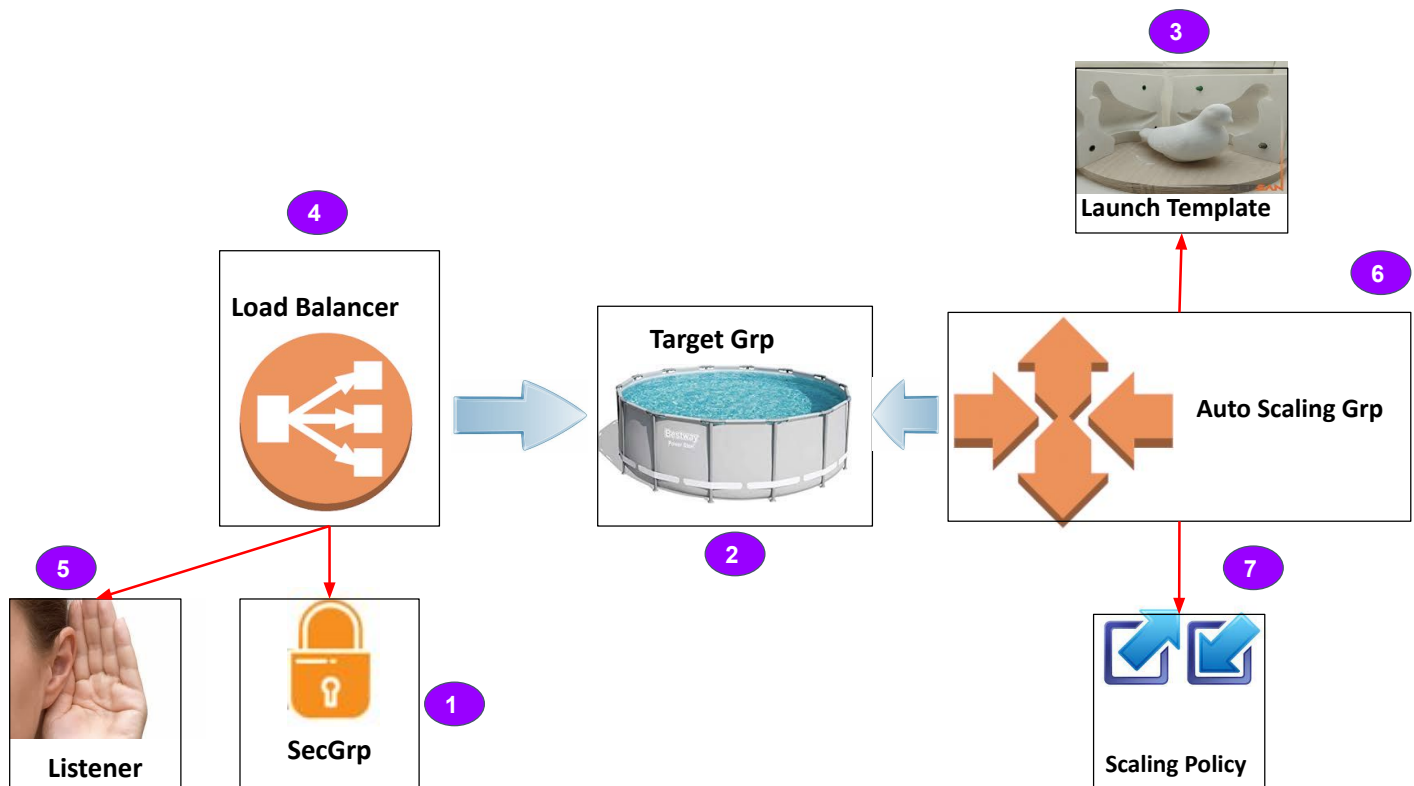 3
Launch Template
4
6
Load Balancer
Target Grp
Bestway
Auto Scaling Grp
2
5
7
1
SecGrp
Listener
Scaling Policy